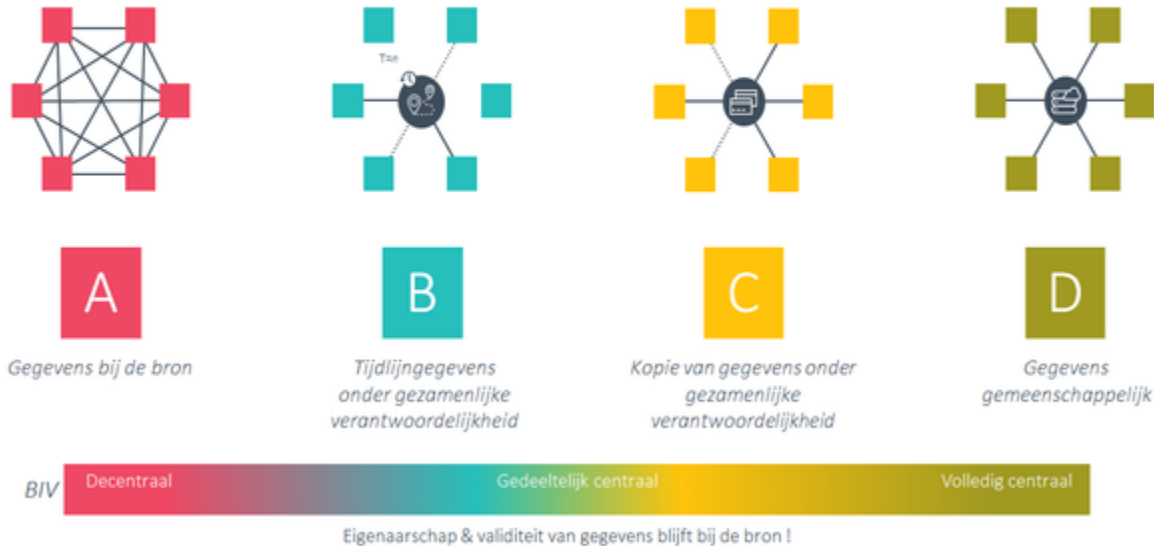 T=n
A
B
C
D
Gegevens bij de bron
Tijdlijngegevens
onder gezamenlijke
verantwoordelijkheid
Kopie van gegevens onder
gezamenlijke
verantwoordelijkheid
Gegevens
gemeenschappelijk
BIV
Decentraal
Gedeeltelijk centraal
Volledig centraal
Eigenaarschap & validiteit van gegevens blijft bij de bron !